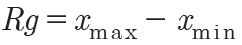 Rg = x_max − x_min